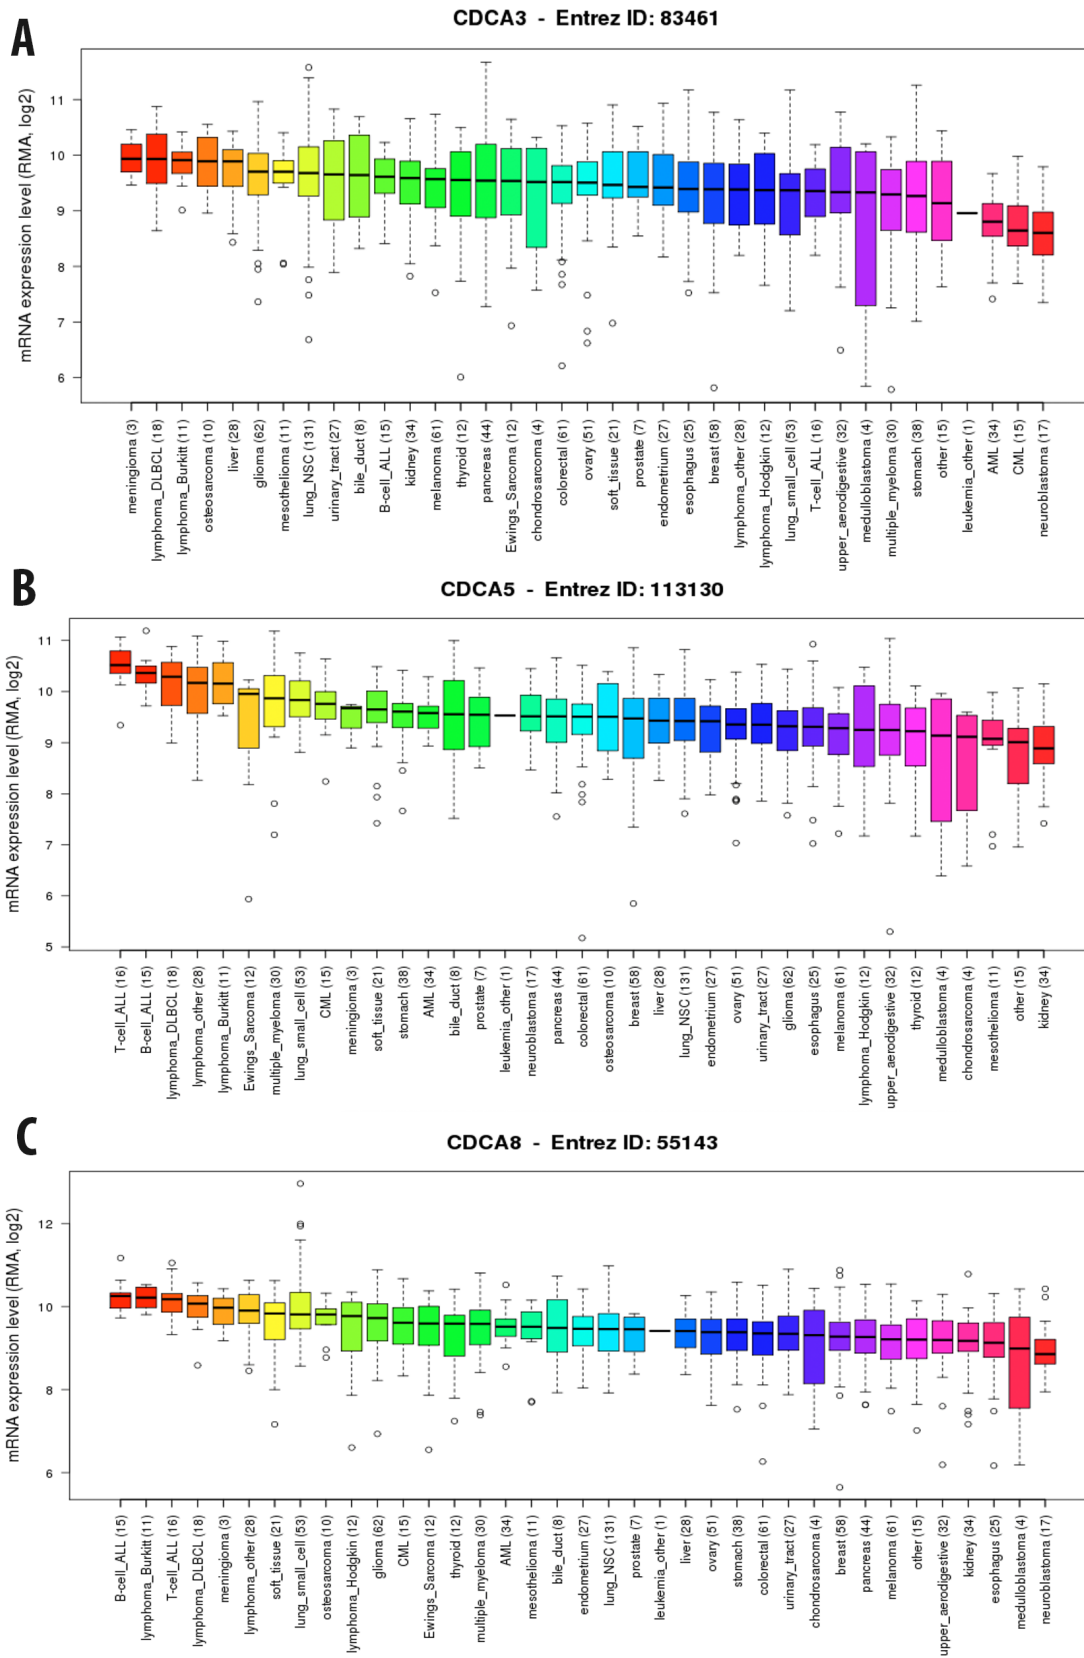 A
CDCA3 - Entrez ID: 83461
mRNA expression level (RMA, log2)
11
10
9
8
7
6
meningioma (3)
lymphoma_DLBCL (18)
lymphoma_Burkitt (11)
osteosarcoma (10)
liver (28)
glioma (62)
mesothelioma (11)
lung_NSC (131)
urinary_tract (27)
bile_duct (8)
B-cell_ALL (15)
kidney (34)
melanoma (61)
thyroid (12)
pancreas (44)
Ewings_Sarcoma (12)
chondrosarcoma (4)
colorectal (61)
ovary (51)
soft_tissue (21)
prostate (7)
endometrium (27)
esophagus (25)
breast (58)
lymphoma_other (28)
lymphoma_Hodgkin (12)
lung_small_cell (53)
T-cell_ALL (16)
upper_aerodigestive (32)
medulloblastoma (4)
multiple_myeloma (30)
stomach (38)
other (15)
leukemia_other (1)
AML (34)
CML (15)
neuroblastoma (17)
B
CDCA5 - Entrez ID: 113130
mRNA expression level (RMA, log2)
11
10
9
8
7
6
5
T-cell_ALL (16)
B-cell_ALL (15)
lymphoma_DLBCL (18)
lymphoma_other (28)
lymphoma_Burkitt (11)
Ewings_Sarcoma (12)
multiple_myeloma (30)
lung_small_cell (53)
CML (15)
meningioma (3)
soft_tissue (21)
stomach (38)
AML (34)
bile_duct (8)
prostate (7)
leukemia_other (1)
neuroblastoma (17)
pancreas (44)
colorectal (61)
osteosarcoma (10)
breast (58)
liver (28)
lung_NSC (131)
endometrium (27)
ovary (51)
urinary_tract (27)
glioma (62)
esophagus (25)
melanoma (61)
lymphoma_Hodgkin (12)
upper_aerodigestive (32)
thyroid (12)
medulloblastoma (4)
chondrosarcoma (4)
mesothelioma (11)
other (15)
kidney (34)
C
CDCA8 - Entrez ID: 55143
mRNA expression level (RMA, log2)
12
10
8
6
B-cell_ALL (15)
lymphoma_Burkitt (11)
T-cell_ALL (16)
lymphoma_DLBCL (18)
meningioma (3)
lymphoma_other (28)
soft_tissue (21)
lung_small_cell (53)
osteosarcoma (10)
lymphoma_Hodgkin (12)
glioma (62)
CML (15)
Ewings_Sarcoma (12)
thyroid (12)
multiple_myeloma (30)
AML (34)
mesothelioma (11)
bile_duct (8)
endometrium (27)
lung_NSC (131)
prostate (7)
leukemia_other (1)
liver (28)
ovary (51)
stomach (38)
colorectal (61)
urinary_tract (27)
chondrosarcoma (4)
breast (58)
pancreas (44)
melanoma (61)
other (15)
upper_aerodigestive (32)
kidney (34)
esophagus (25)
medulloblastoma (4)
neuroblastoma (17)